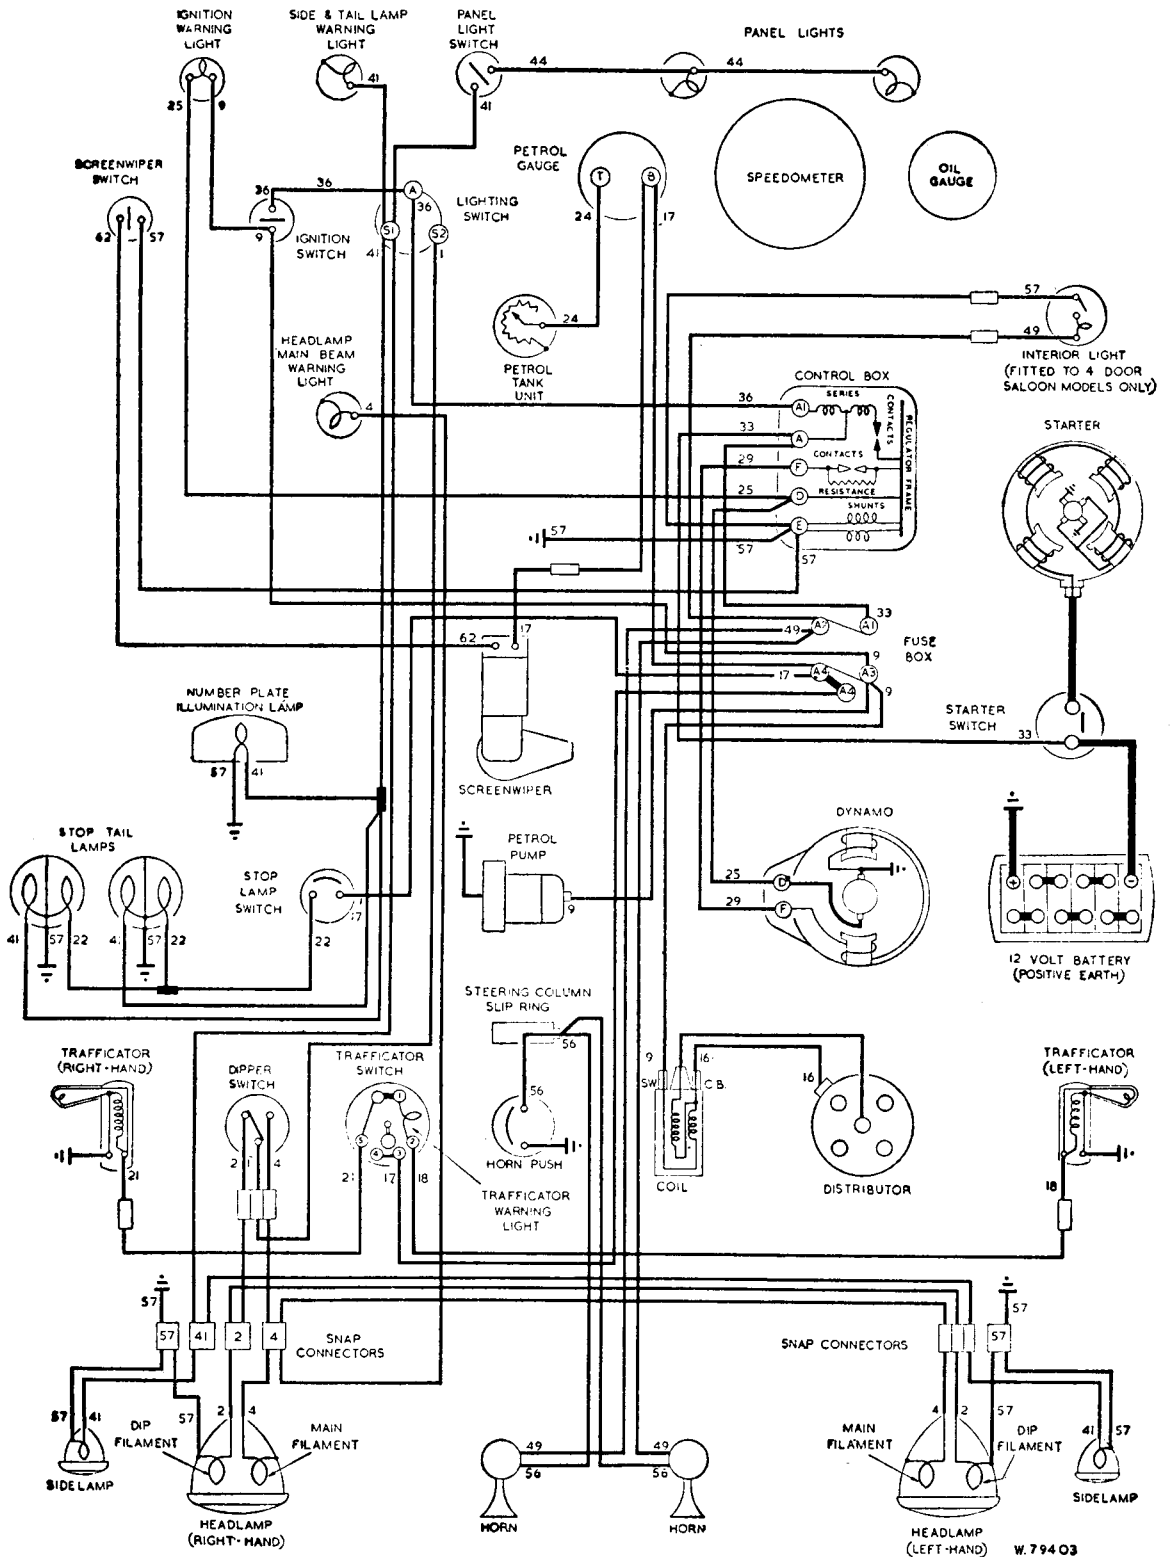 IGNITION
WARNING
LIGHT
SIDE & TAIL LAMP
WARNING
LIGHT
PANEL
LIGHT
SWITCH
PANEL LIGHTS
44
44
41
41
25
9
SCREENWIPER
SWITCH
PETROL
GAUGE
T
B
SPEEDOMETER
OIL
GAUGE
36
36
A
36
LIGHTING
SWITCH
24
17
62
57
9
IGNITION
SWITCH
S1
S2
41
1
57
24
49
HEADLAMP
MAIN BEAM
WARNING
LIGHT
PETROL
TANK
UNIT
INTERIOR LIGHT
(FITTED TO 4 DOOR
SALOON MODELS ONLY)
CONTROL BOX
SERIES
CONTACTS
REGULATOR FRAME
4
36
A1
33
A
STARTER
29
F
CONTACTS
25
D
RESISTANCE
SHUNTS
E
57
57
57
33
A2
A1
49
FUSE
BOX
62
17
9
17
A4
A3
A4
9
NUMBER PLATE
ILLUMINATION LAMP
STARTER
SWITCH
33
57
41
SCREENWIPER
STOP TAIL
LAMPS
PETROL
PUMP
DYNAMO
STOP
LAMP
SWITCH
17
22
9
25
D
29
F
+
-
41
57
22
41
57
22
12 VOLT BATTERY
(POSITIVE EARTH)
STEERING COLUMN
SLIP RING
56
TRAFFICATOR
(RIGHT-HAND)
DIPPER
SWITCH
TRAFFICATOR
SWITCH
9
16
SW
C.B.
16
TRAFFICATOR
(LEFT-HAND)
56
1
5
2
4
3
21
2
1
4
21
17
18
HORN PUSH
COIL
DISTRIBUTOR
18
TRAFFICATOR
WARNING
LIGHT
57
57
57
41
2
4
SNAP
CONNECTORS
SNAP CONNECTORS
57
57
41
57
2
4
DIP
FILAMENT
MAIN
FILAMENT
49
56
49
56
MAIN
FILAMENT
4
2
57
DIP
FILAMENT
41
57
SIDELAMP
HEADLAMP
(RIGHT-HAND)
HORN
HORN
HEADLAMP
(LEFT-HAND)
SIDELAMP
W.79403